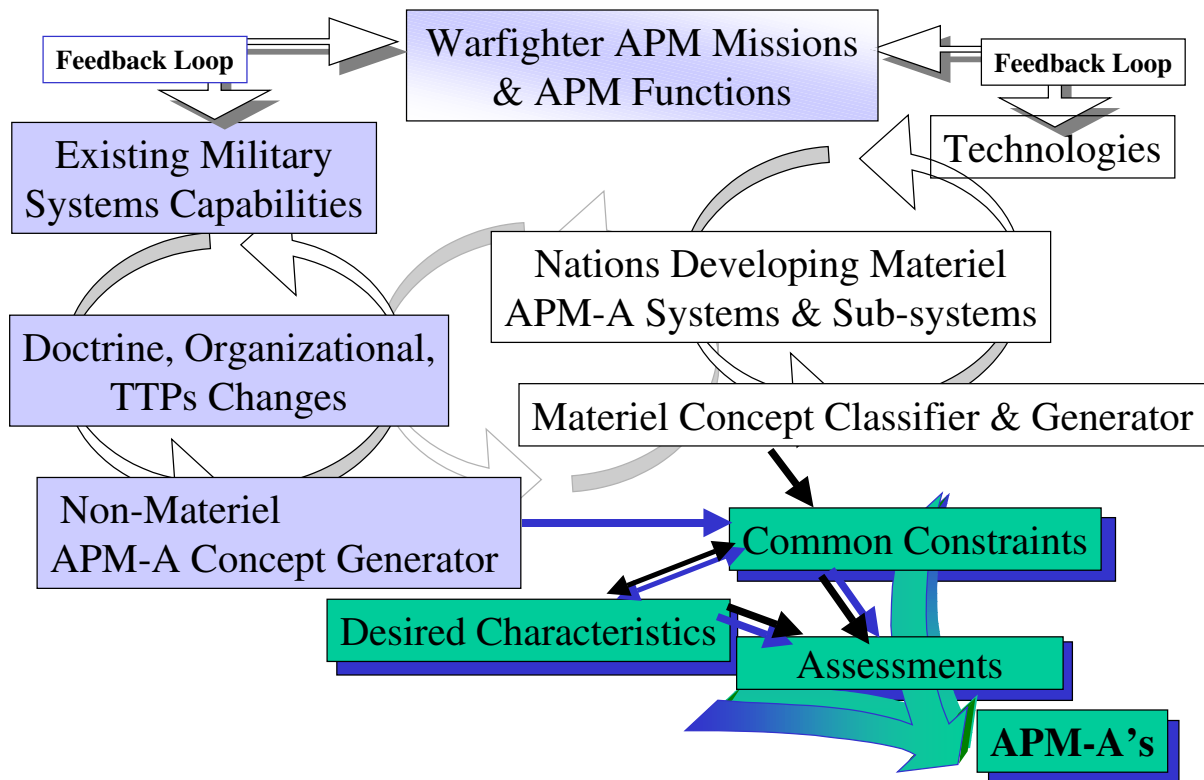 Warfighter APM Missions
& APM Functions
Feedback Loop
Feedback Loop
Existing Military
Systems Capabilities
Technologies
Nations Developing Materiel
APM-A Systems & Sub-systems
Doctrine, Organizational,
TTPs Changes
Materiel Concept Classifier & Generator
Non-Materiel
APM-A Concept Generator
Common Constraints
Desired Characteristics
Assessments
APM-A's